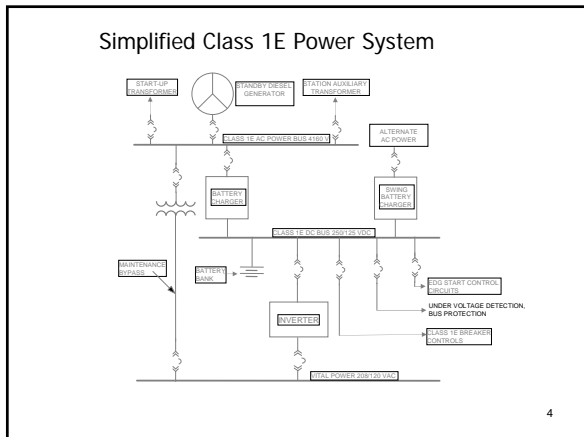 Simplified Class 1E Power System
START-UP
TRANSFORMER
STANDBY DIESEL
GENERATOR
STATION AUXILIARY
TRANSFORMER
CLASS 1E AC POWER BUS 4160 V
ALTERNATE
AC POWER
BATTERY
CHARGER
SWING
BATTERY
CHARGER
CLASS 1E DC BUS 250/125 VDC
MAINTENANCE
BYPASS
BATTERY
BANK
EDG START CONTROL
CIRCUITS
UNDER VOLTAGE DETECTION,
BUS PROTECTION
INVERTER
CLASS 1E BREAKER
CONTROLS
VITAL POWER 208/120 VAC
4